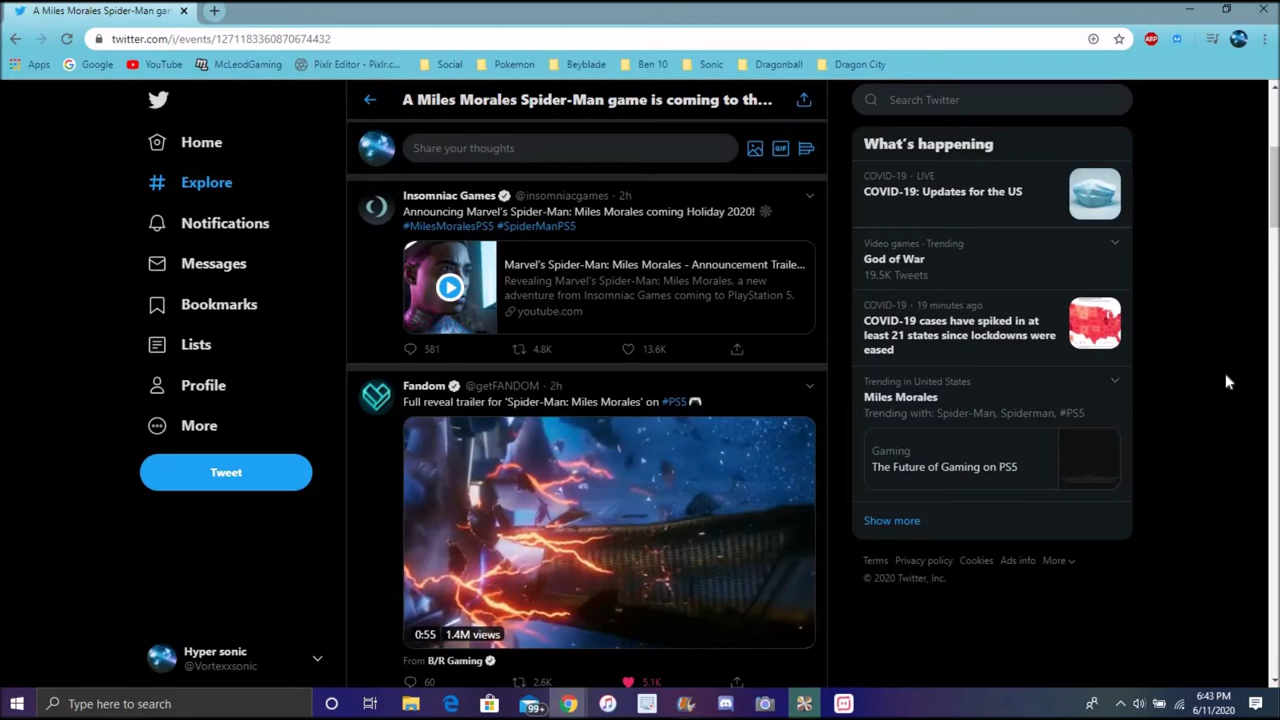 A Miles Morales Spider-Man gam
twitter.com/i/events/1271183360870674432
ABP
Apps
Google
YouTube
McLeodGaming
Pixlr Editor - Pixlr.c...
Social
Pokemon
Beyblade
Ben 10
Sonic
Dragonball
Dragon City
Home
Explore
Notifications
Messages
Bookmarks
Lists
Profile
More
Tweet
Hyper sonic
@Vortexxsonic
A Miles Morales Spider-Man game is coming to th...
Share your thoughts
GIF
Insomniac Games @insomniacgames · 2h
Announcing Marvel's Spider-Man: Miles Morales coming Holiday 2020!
#MilesMoralesPS5 #SpiderManPS5
Marvel's Spider-Man: Miles Morales - Announcement Traile...
Revealing Marvel's Spider-Man: Miles Morales, a new
adventure from Insomniac Games coming to PlayStation 5.
youtube.com
581
4.8K
13.6K
Fandom @getFANDOM · 2h
Full reveal trailer for 'Spider-Man: Miles Morales' on #PS5
0:55
1.4M views
From B/R Gaming
60
2.6K
5.1K
Search Twitter
What's happening
COVID-19 · LIVE
COVID-19: Updates for the US
Video games · Trending
God of War
19.5K Tweets
COVID-19 · 19 minutes ago
COVID-19 cases have spiked in at
least 21 states since lockdowns were
eased
Trending in United States
Miles Morales
Trending with: Spider-Man, Spiderman, #PS5
Gaming
The Future of Gaming on PS5
Show more
Terms Privacy policy Cookies Ads info More
© 2020 Twitter, Inc.
Type here to search
99+
6:43 PM
6/11/2020